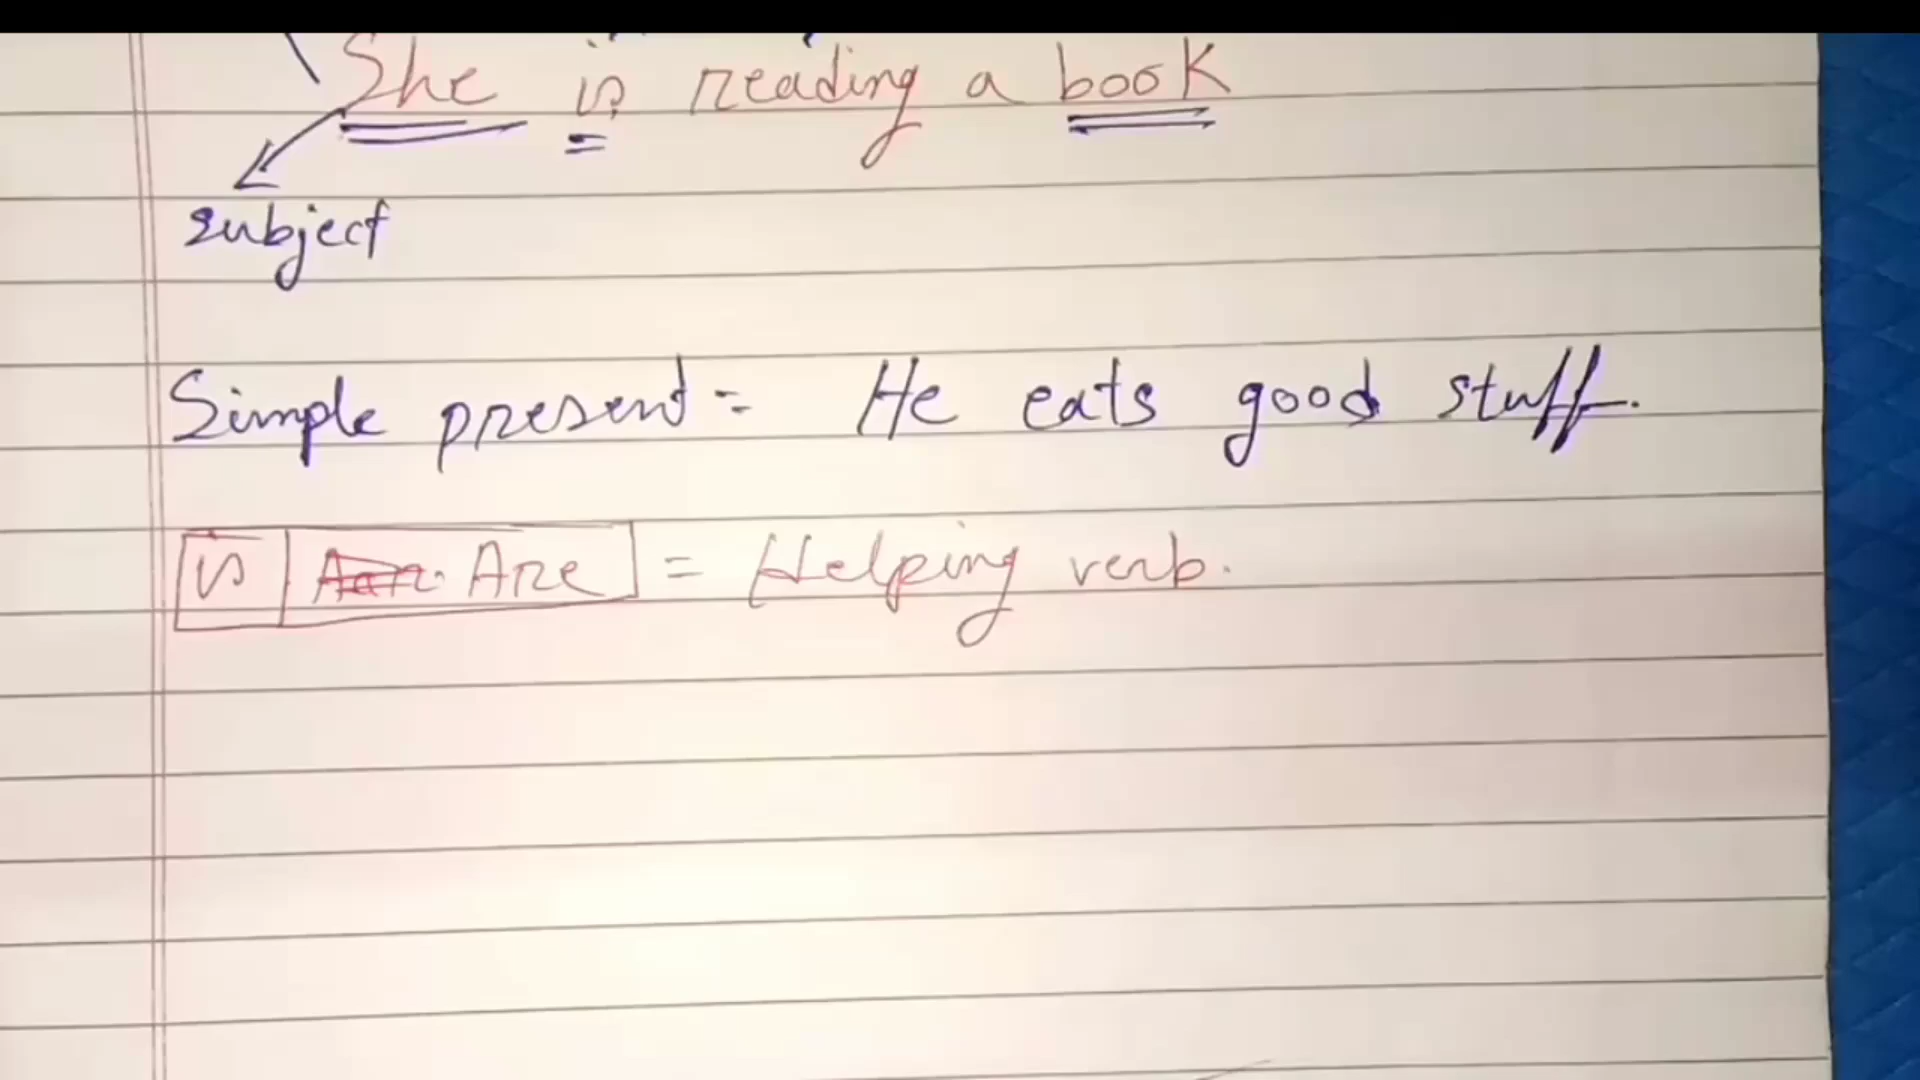 She is reading a book
subject
Simple present = He eats good stuff.
is Are = Helping verb.